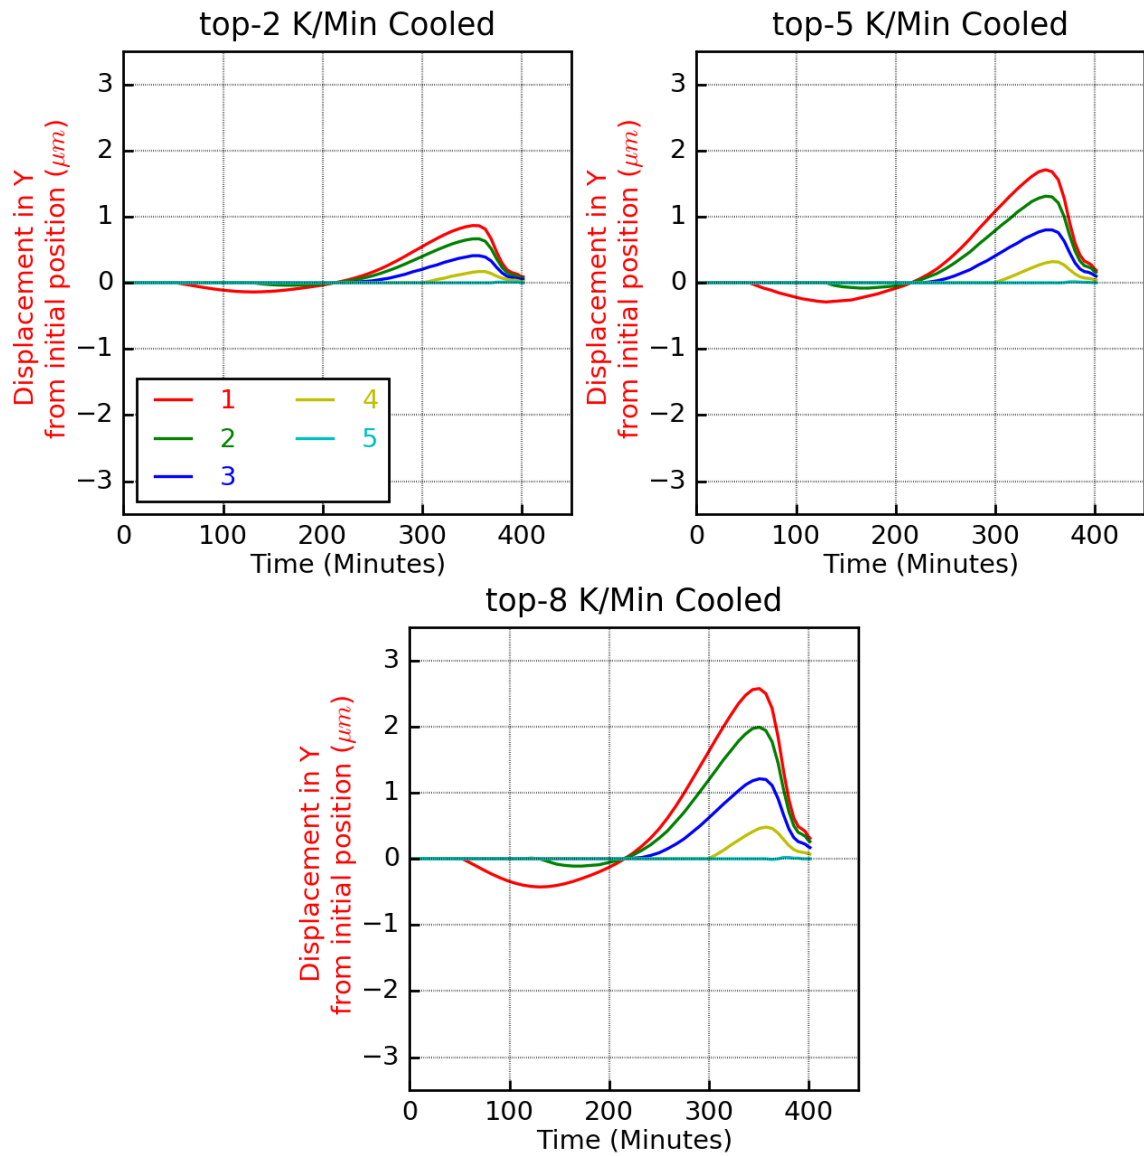 top-2 K/Min Cooled
3
2
1
0
−1
−2
−3
Displacement in Y
from initial position (μm)
1
2
3
4
5
0 100 200 300 400
Time (Minutes)
top-5 K/Min Cooled
3
2
1
0
−1
−2
−3
Displacement in Y
from initial position (μm)
0 100 200 300 400
Time (Minutes)
top-8 K/Min Cooled
3
2
1
0
−1
−2
−3
Displacement in Y
from initial position (μm)
0 100 200 300 400
Time (Minutes)